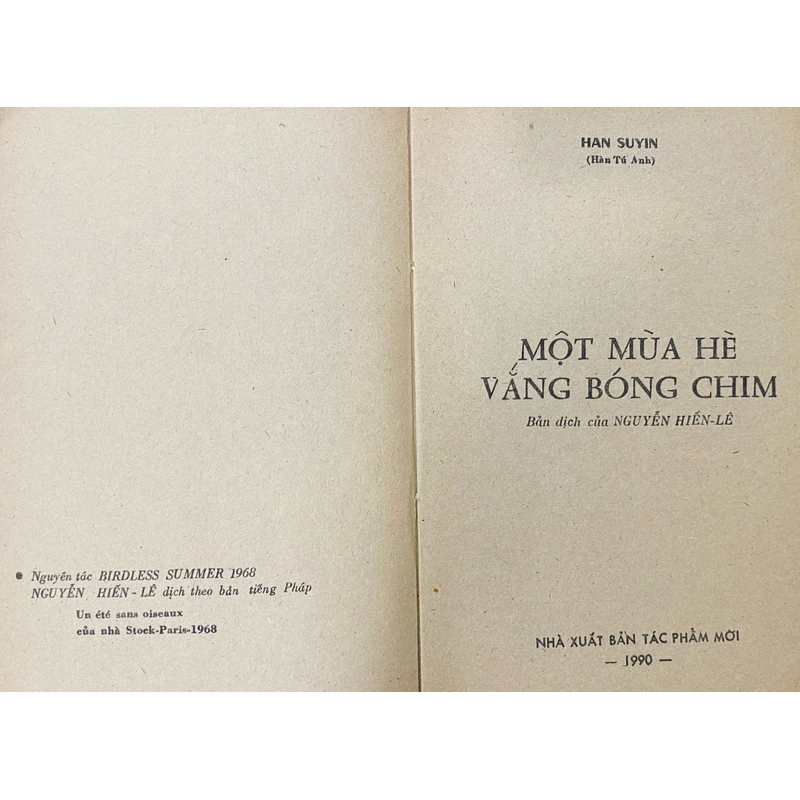 ● Nguyên tác BIRDLESS SUMMER 1968
NGUYỄN HIẾN - LÊ dịch theo bản tiếng Pháp
Un été sans oiseaux
của nhà Stock-Paris-1968
HAN SUYIN
(Hàn Tú Anh)
MỘT MÙA HÈ
VẮNG BÓNG CHIM
Bản dịch của NGUYỄN HIẾN-LÊ
NHÀ XUẤT BẢN TÁC PHẨM MỚI
— 1990 —